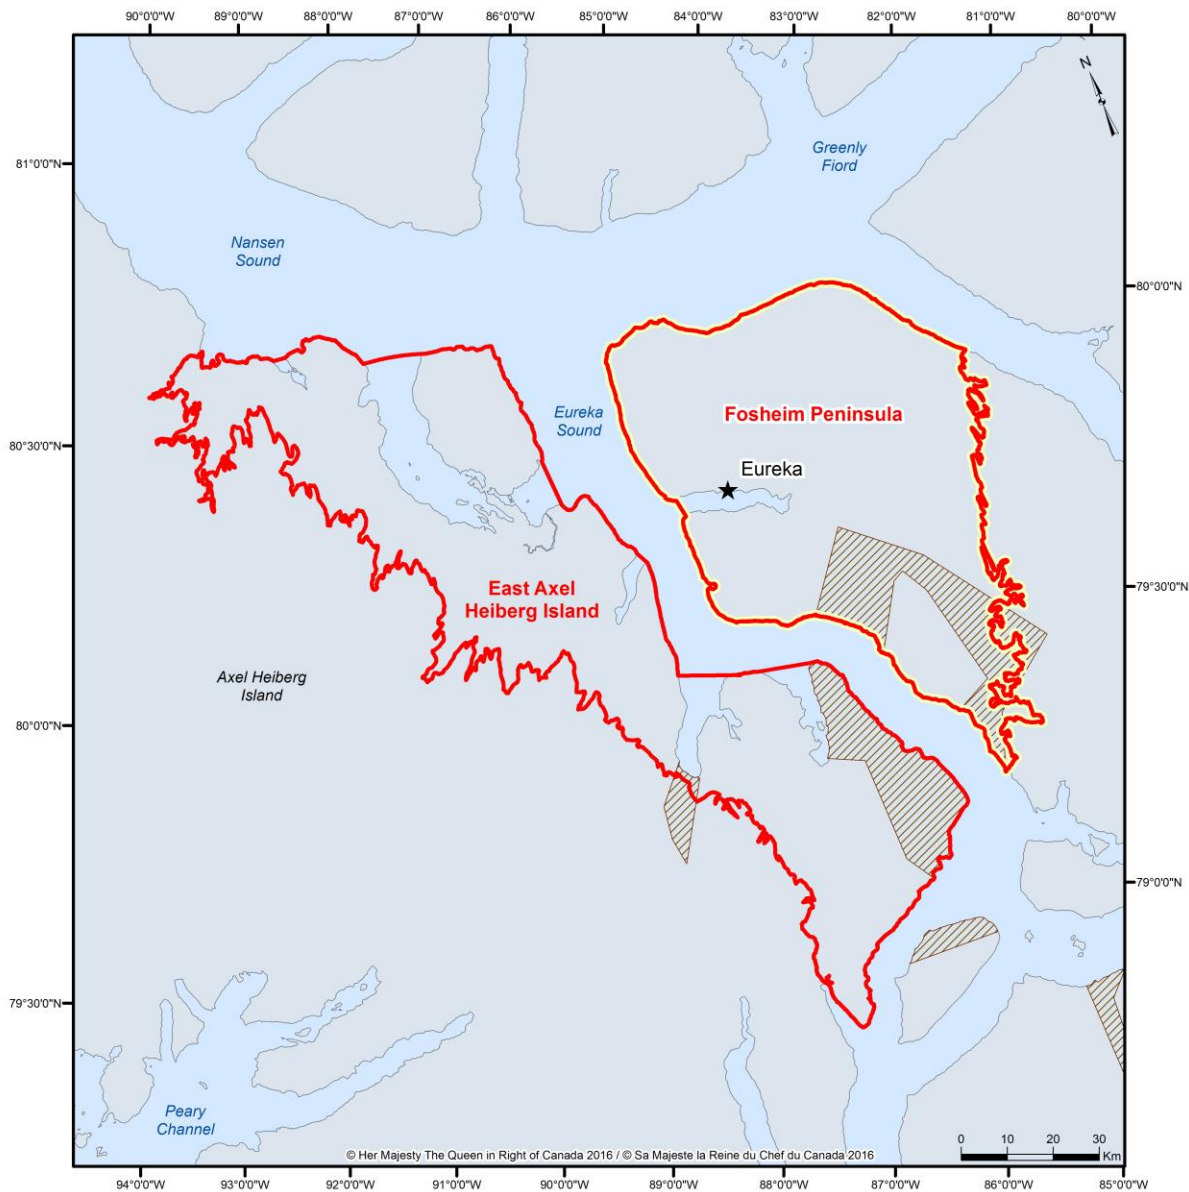 90°0'0"W 89°0'0"W 88°0'0"W 87°0'0"W 86°0'0"W 85°0'0"W 84°0'0"W 83°0'0"W 82°0'0"W 81°0'0"W 80°0'0"W
N
81°0'0"N
Greenly
Fiord
Nansen
Sound
80°0'0"N
Eureka
Sound
Fosheim Peninsula
80°30'0"N
Eureka
79°30'0"N
East Axel
Heiberg Island
Axel Heiberg
Island
80°0'0"N
79°0'0"N
79°30'0"N
Peary
Channel
0 10 20 30
Km
© Her Majesty The Queen in Right of Canada 2016 / © Sa Majeste la Reine du Chef du Canada 2016
94°0'0"W 93°0'0"W 92°0'0"W 91°0'0"W 90°0'0"W 89°0'0"W 88°0'0"W 87°0'0"W 86°0'0"W 85°0'0"W